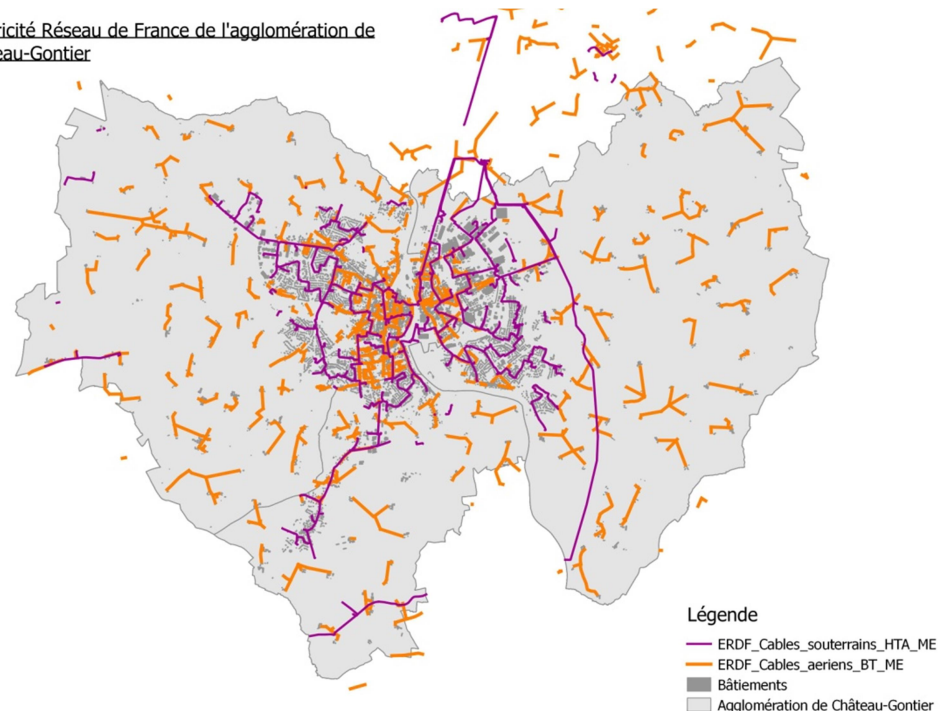 ricité Réseau de France de l'agglomération de
eau-Gontier
Légende
ERDF_Cables_souterrains_HTA_ME
ERDF_Cables_aeriens_BT_ME
Bâtiements
Agglomération de Château-Gontier